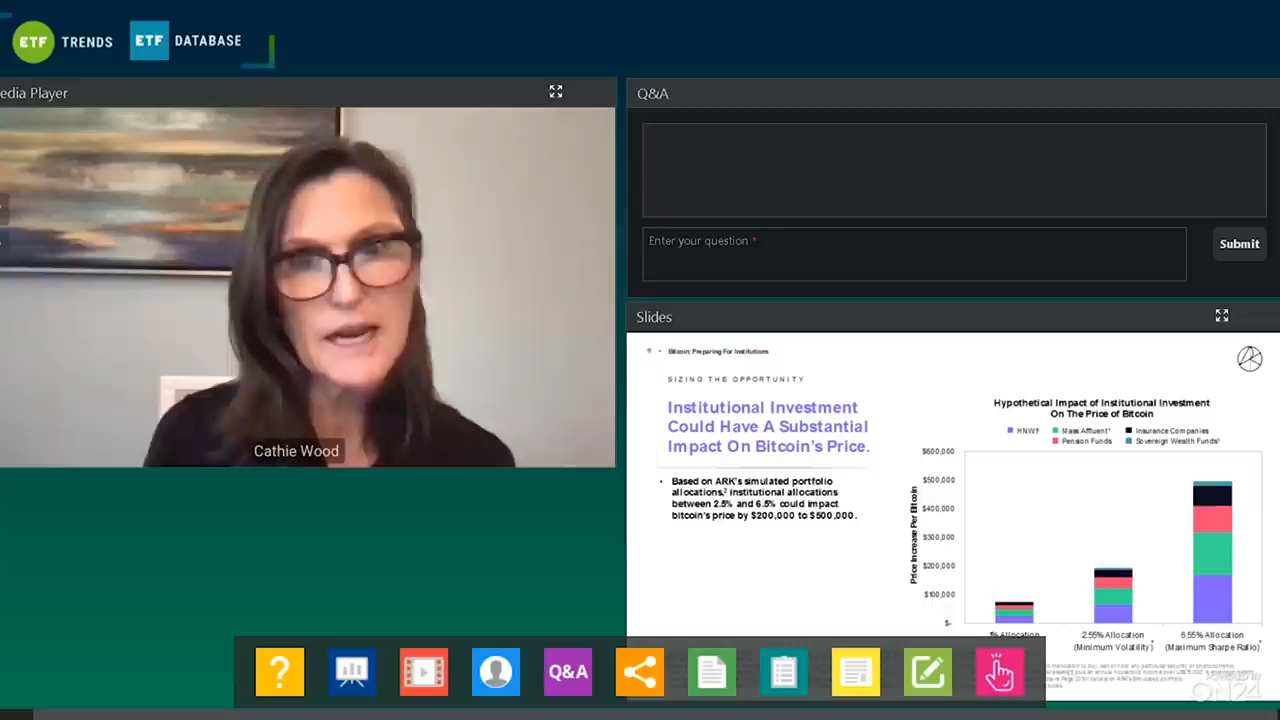 ETF TRENDS ETF DATABASE
edia Player
Cathie Wood
Q&A
Enter your question *
Submit
Slides
Bitcoin: Preparing For Institutions
SIZING THE OPPORTUNITY
Institutional Investment
Could Have A Substantial
Impact On Bitcoin's Price.
• Based on ARK's simulated portfolio
allocations,² institutional allocations
between 2.5% and 6.5% could impact
bitcoin's price by $200,000 to $500,000.
Hypothetical Impact of Institutional Investment
On The Price of Bitcoin
HNW¹ Mass Affluent¹ Insurance Companies
Pension Funds Sovereign Wealth Funds¹
Price Increase Per Bitcoin
$600,000
$500,000
$400,000
$300,000
$200,000
$100,000
$-
1% Allocation
2.55% Allocation
(Minimum Volatility)
6.55% Allocation
(Maximum Sharpe Ratio)
? Q&A
ON24